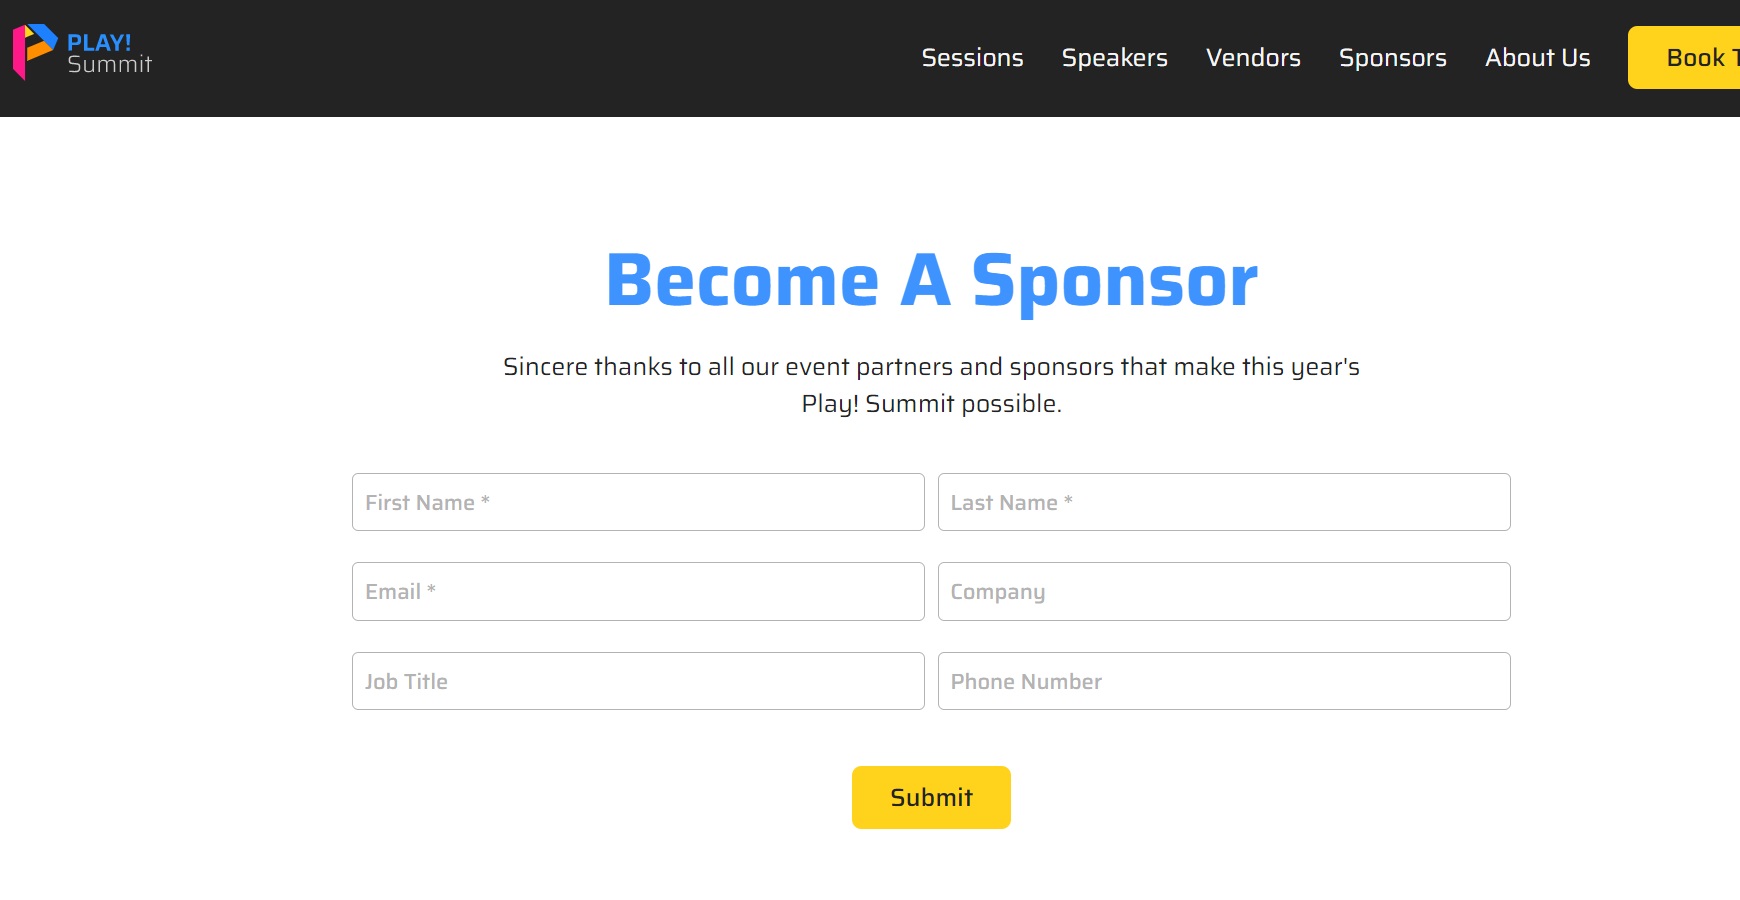 PLAY!
Summit
Sessions Speakers Vendors Sponsors About Us Book
Become A Sponsor
Sincere thanks to all our event partners and sponsors that make this year's
Play! Summit possible.
First Name * Last Name *
Email * Company
Job Title Phone Number
Submit